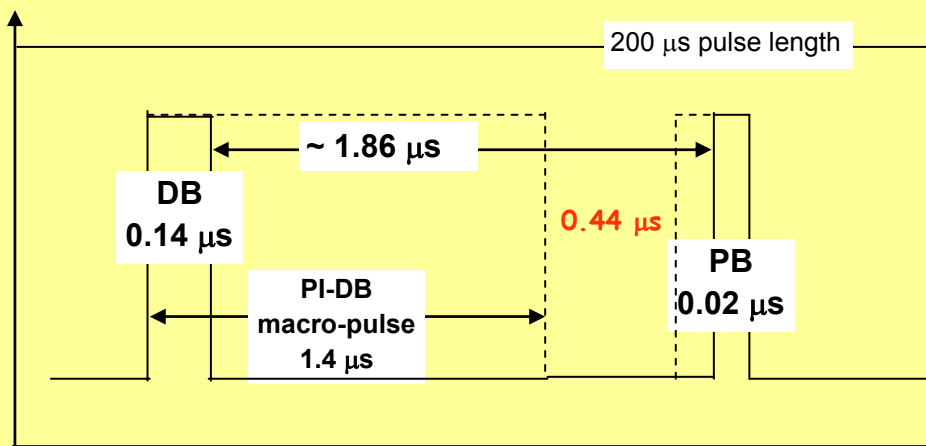 200 μs pulse length
~ 1.86 μs
DB
0.14 μs
0.44 μs
PB
0.02 μs
PI-DB
macro-pulse
1.4 μs